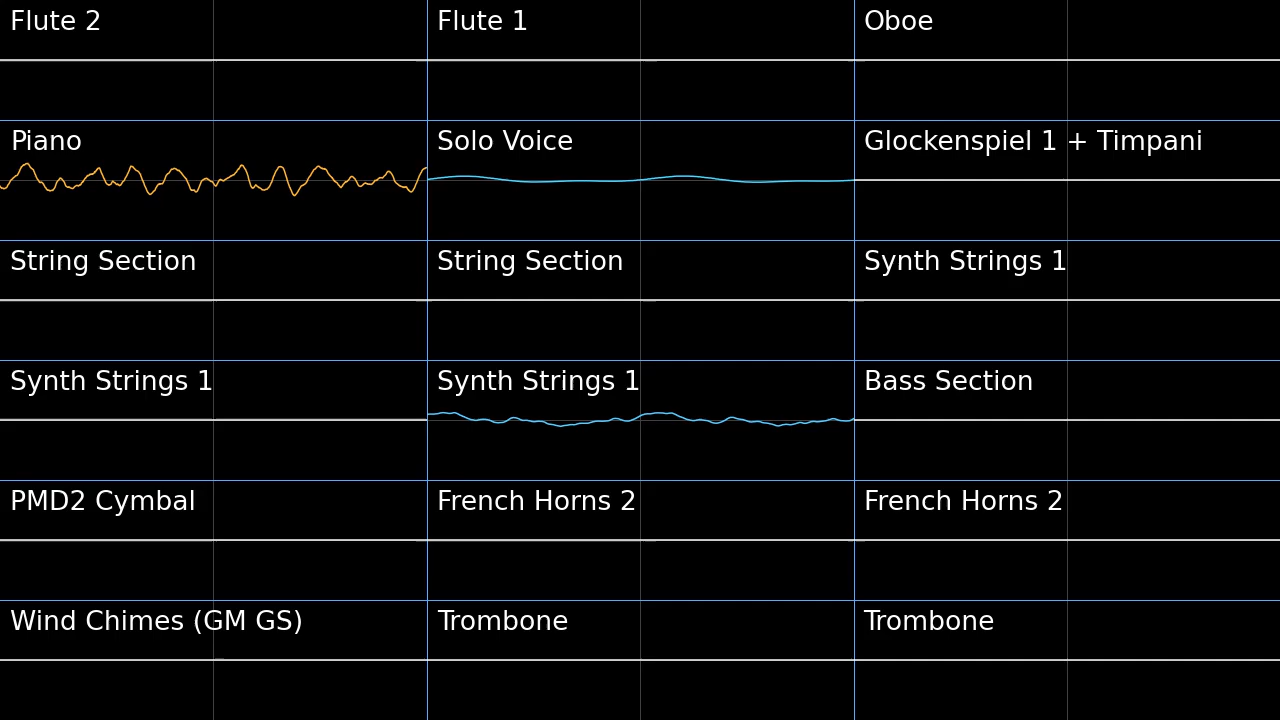 Flute 2
Flute 1
Oboe
Piano
Solo Voice
Glockenspiel 1 + Timpani
String Section
String Section
Synth Strings 1
Synth Strings 1
Synth Strings 1
Bass Section
PMD2 Cymbal
French Horns 2
French Horns 2
Wind Chimes (GM GS)
Trombone
Trombone